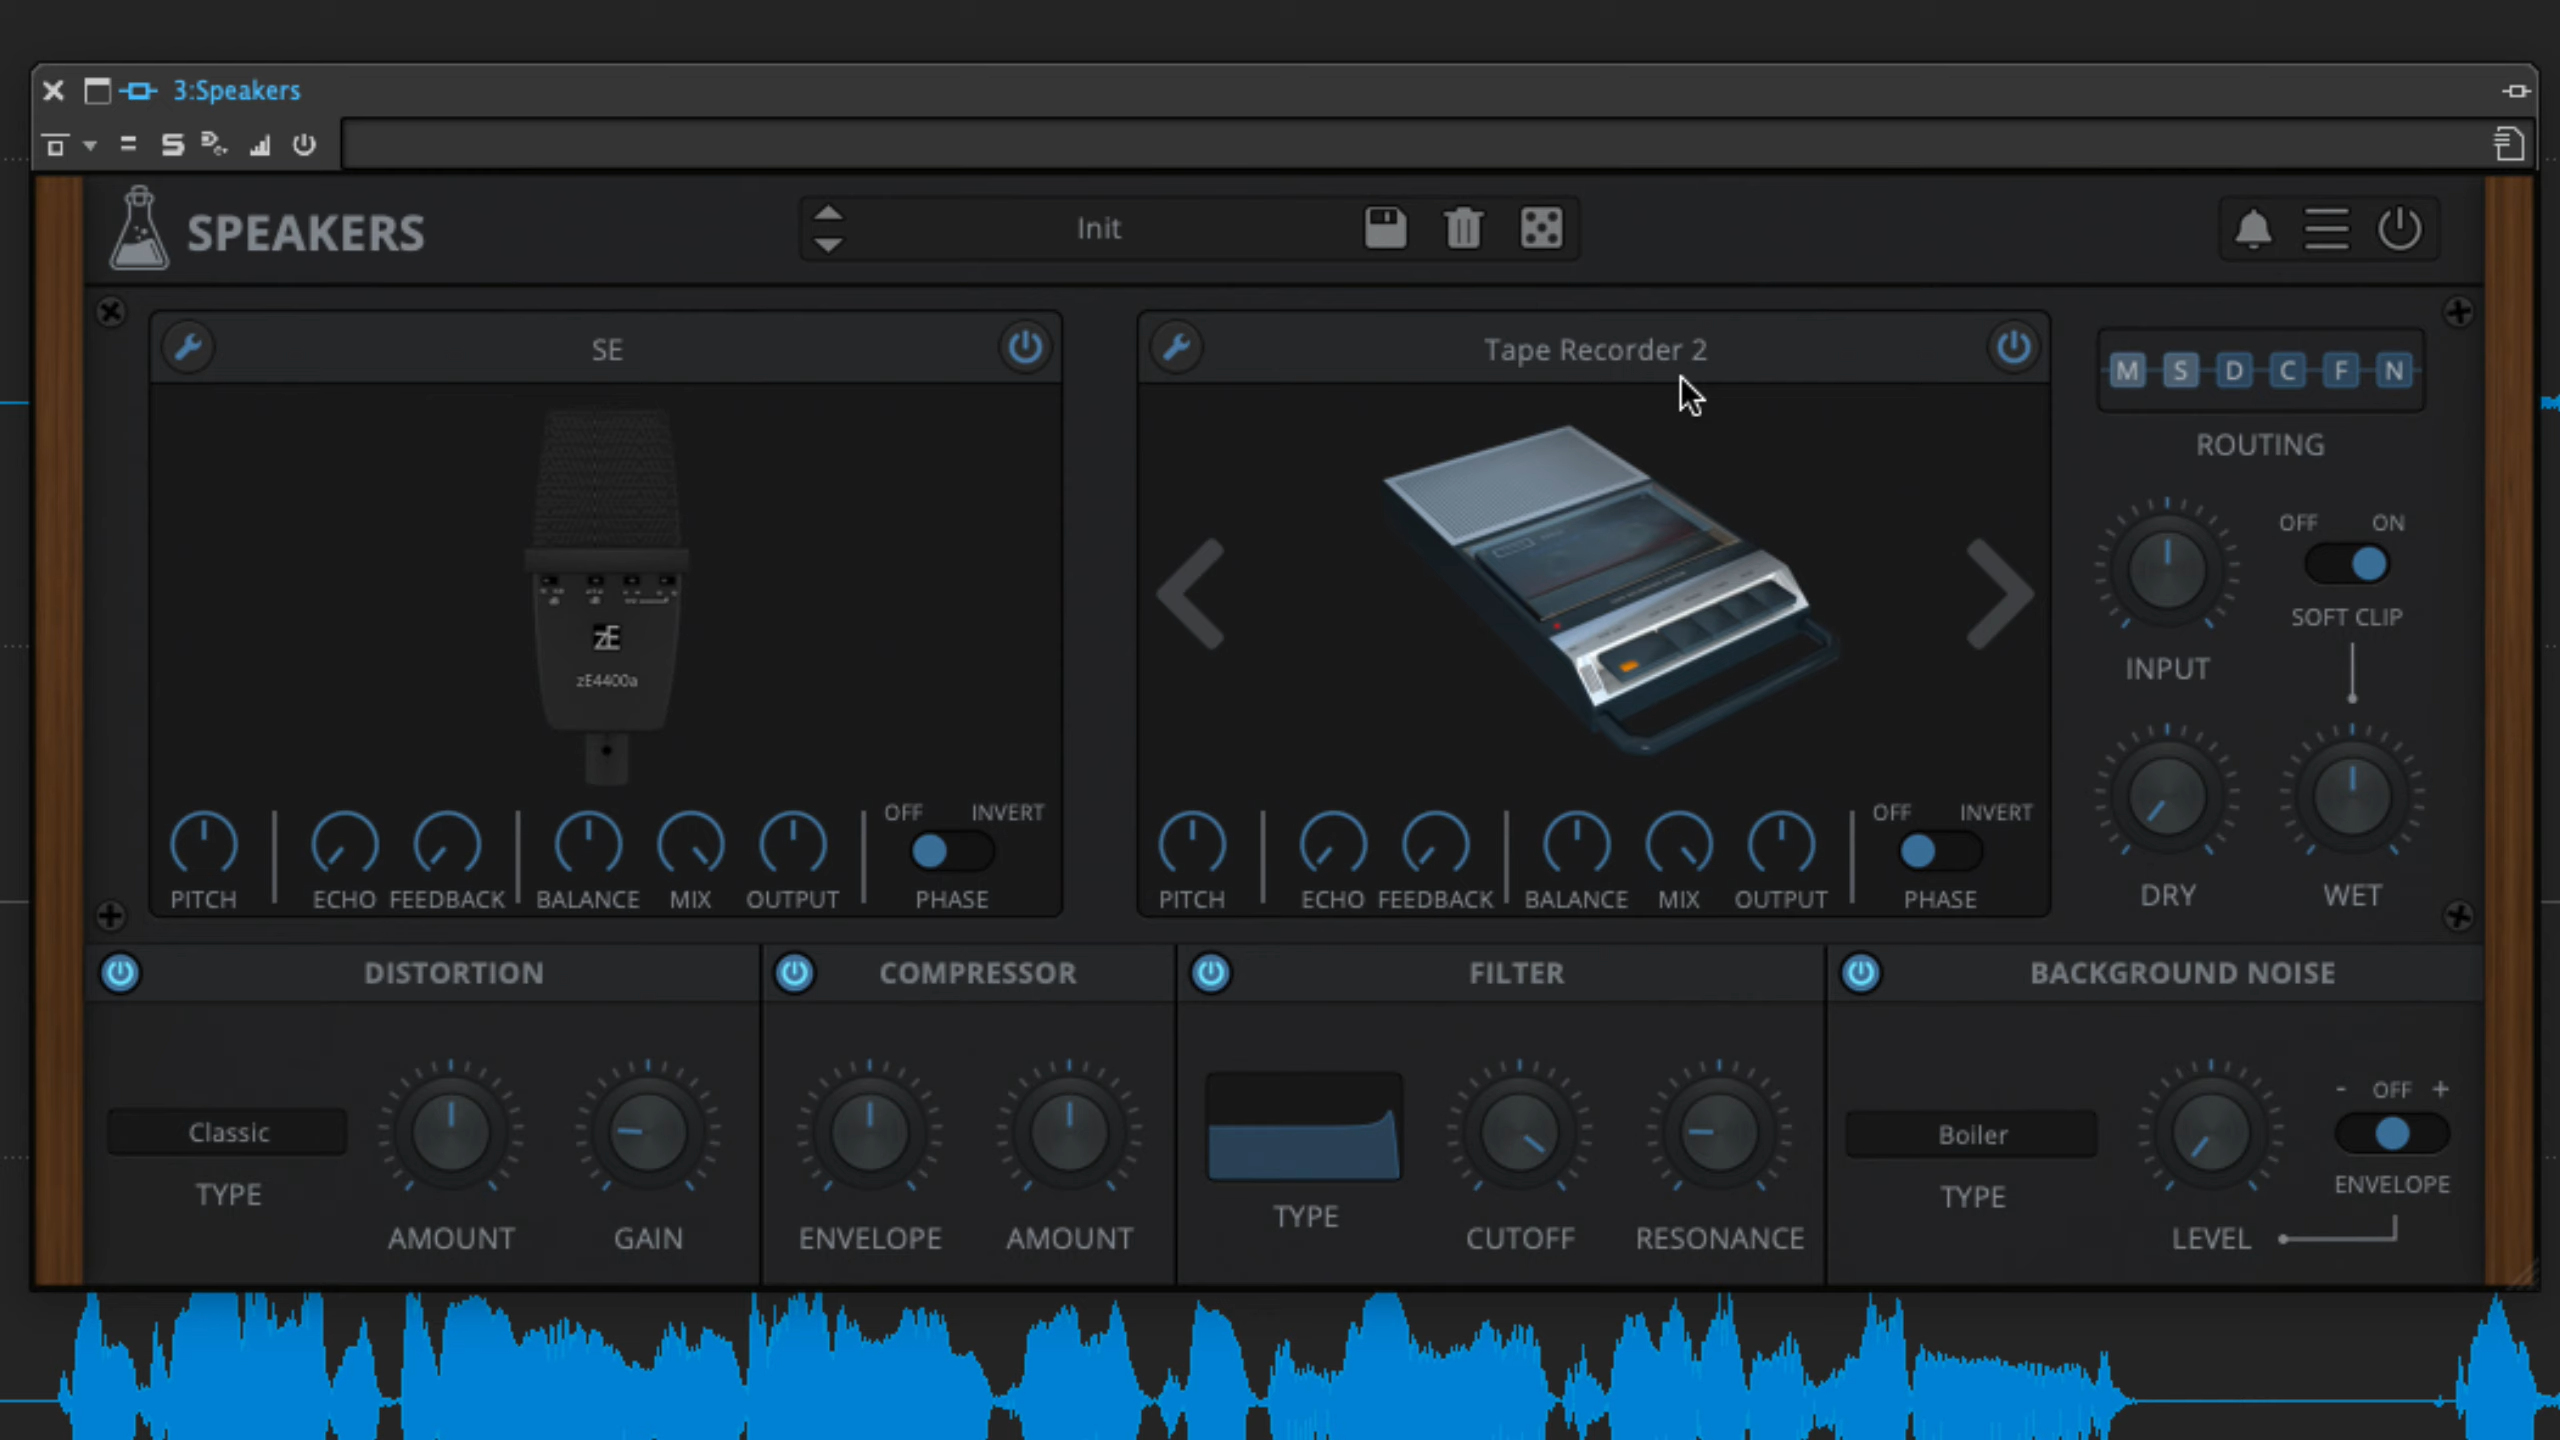 3:Speakers
SPEAKERS
Init
SE
Tape Recorder 2
M S D C F N
ROUTING
OFF ON
SOFT CLIP
INPUT
DRY
WET
zE
zE4400a
OFF INVERT
PITCH ECHO FEEDBACK BALANCE MIX OUTPUT PHASE
OFF INVERT
PITCH ECHO FEEDBACK BALANCE MIX OUTPUT PHASE
DISTORTION
COMPRESSOR
FILTER
BACKGROUND NOISE
Classic
TYPE
AMOUNT
GAIN
ENVELOPE
AMOUNT
TYPE
CUTOFF
RESONANCE
Boiler
TYPE
LEVEL
- OFF +
ENVELOPE